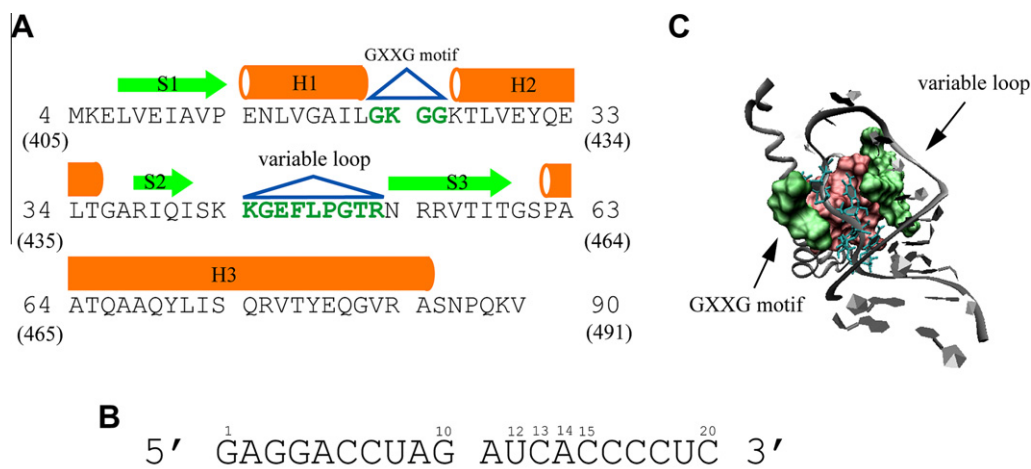 A
C
GXXG motif
S1 H1 H2
variable loop
4 MKELVEIAVP ENLVGAILGK GGKTLVEYQE 33
(405) (434)
variable loop
S2 S3
34 LTGARIQISK KGEFLPGTRN RRVTITGSPA 63
(435) (464)
GXXG motif
H3
64 ATQAAQYLIS QRVTYEQGVR ASNPQKV 90
(465) (491)
B
1 10 12 13 14 15 20
5' GAGGACCUAG AUCACCCCUC 3'